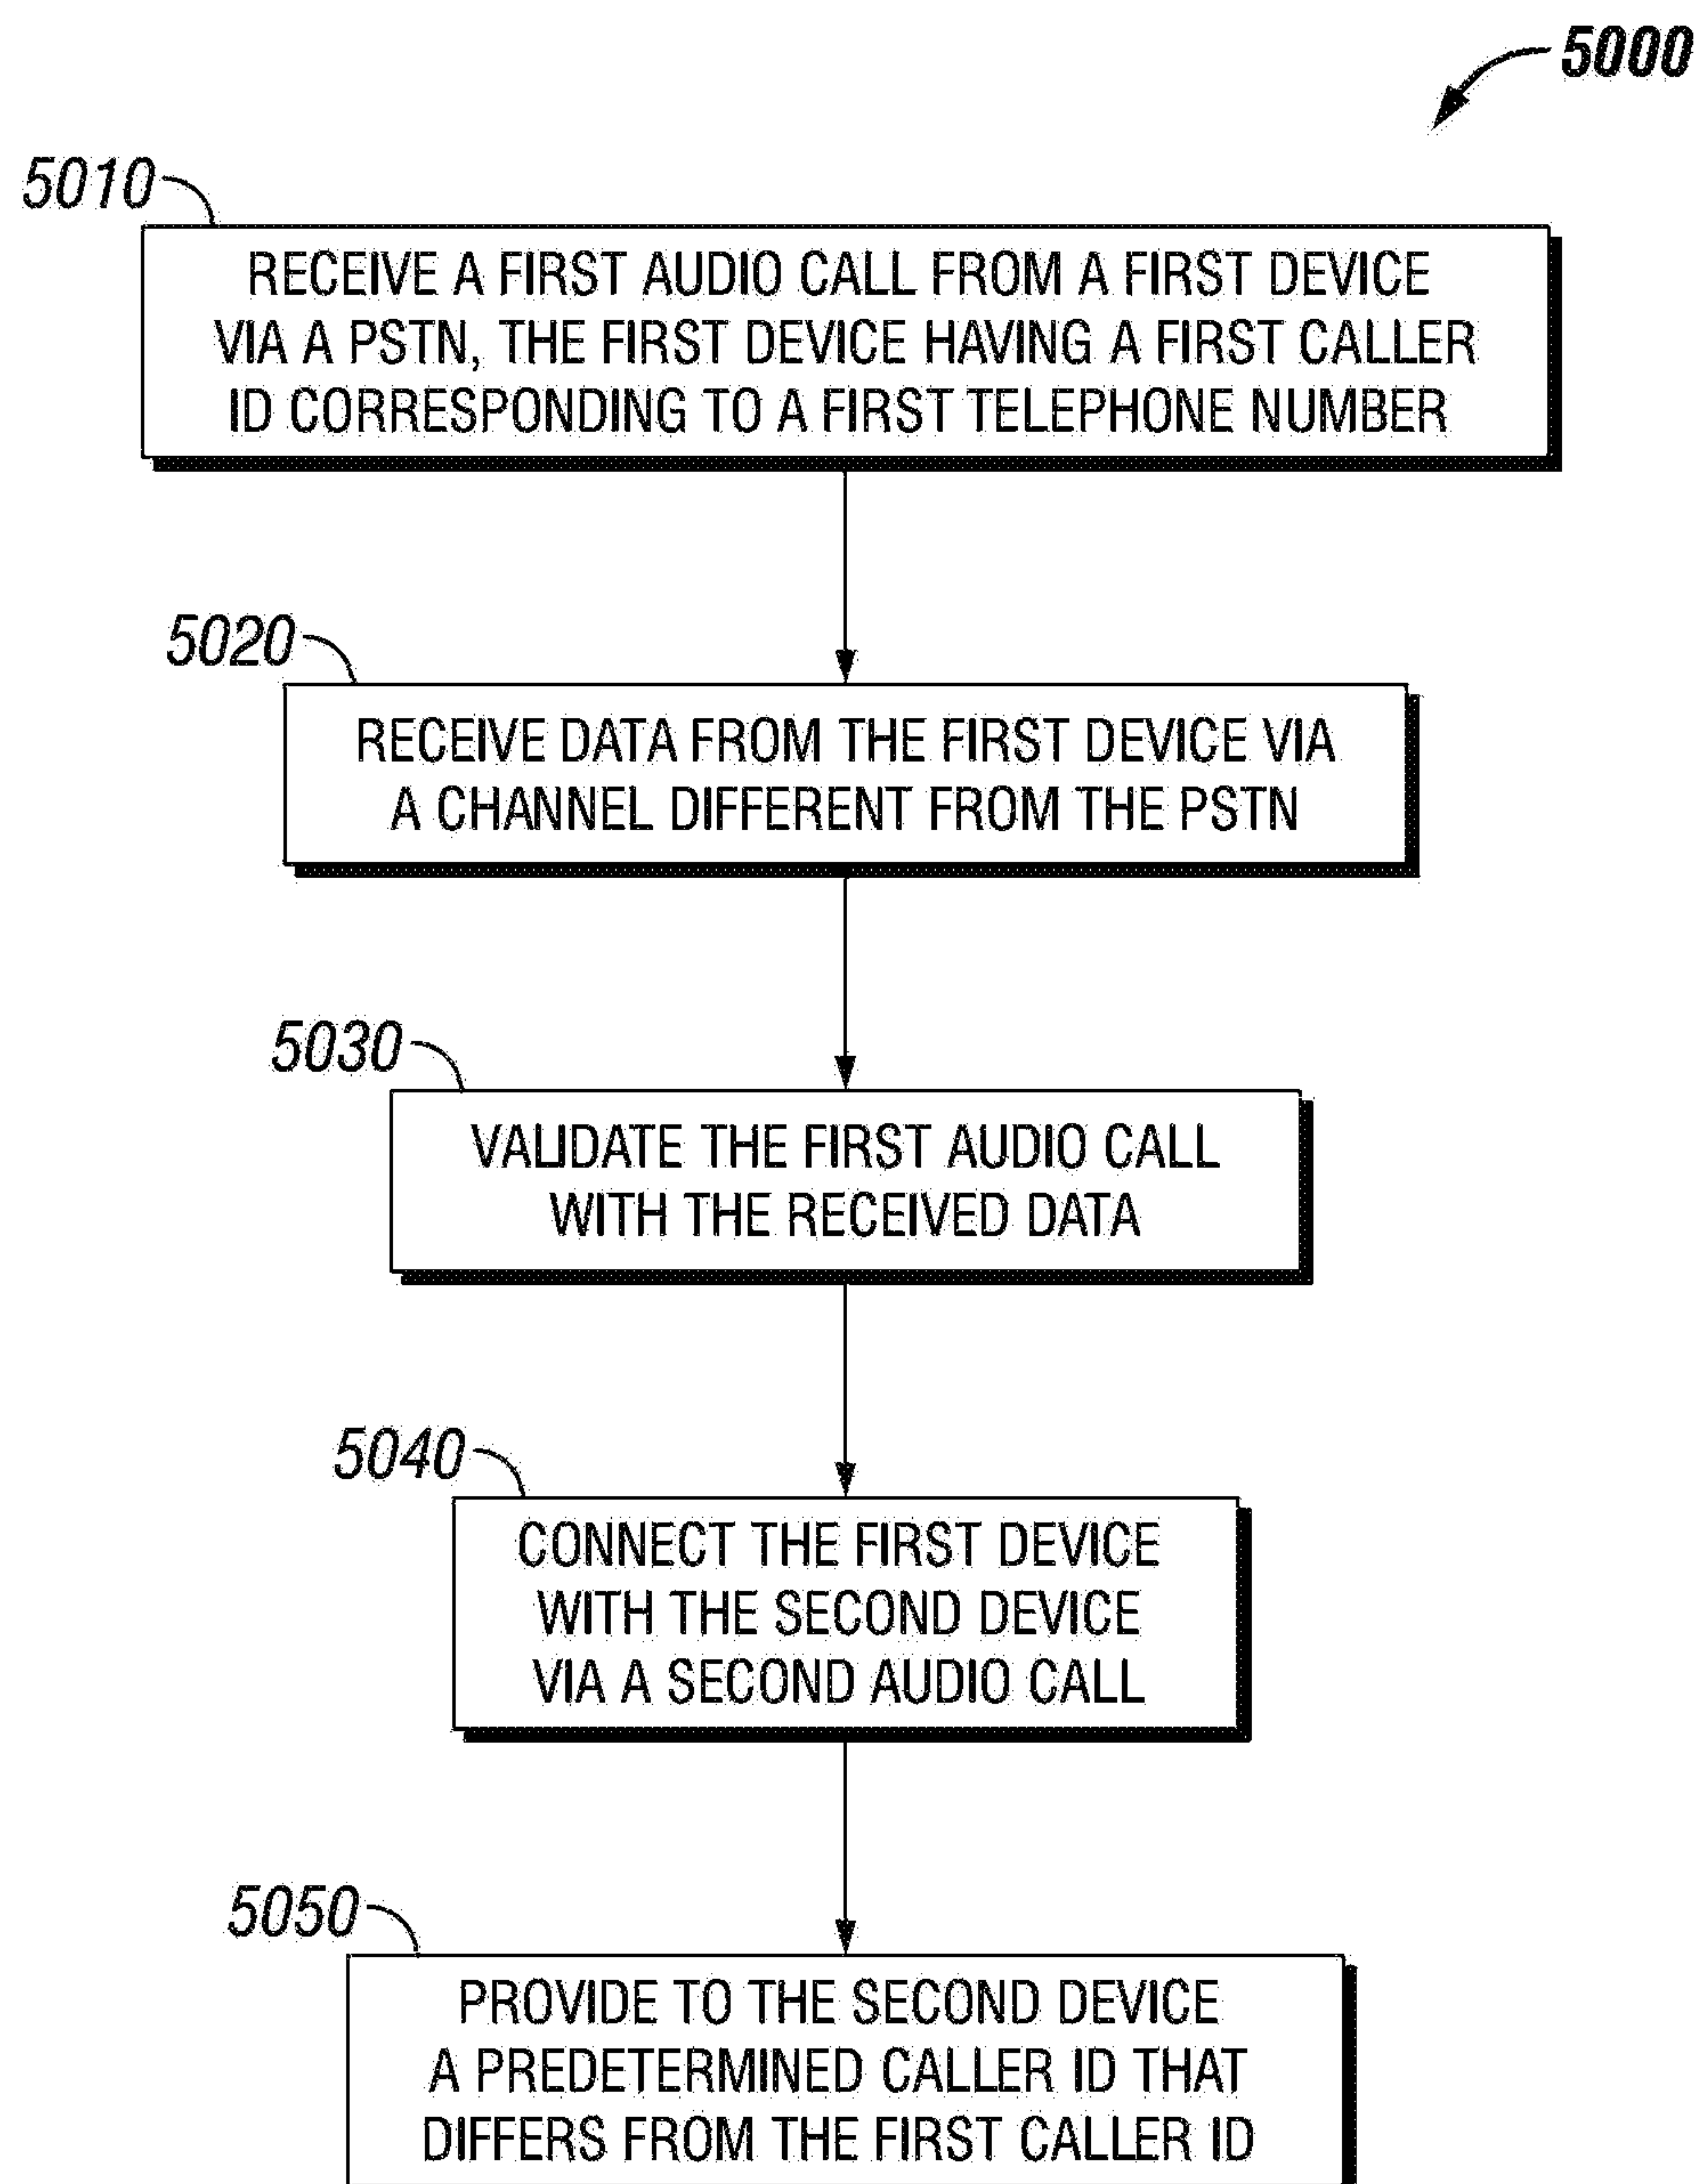 5000
5010
RECEIVE A FIRST AUDIO CALL FROM A FIRST DEVICE
VIA A PSTN, THE FIRST DEVICE HAVING A FIRST CALLER
ID CORRESPONDING TO A FIRST TELEPHONE NUMBER
5020
RECEIVE DATA FROM THE FIRST DEVICE VIA
A CHANNEL DIFFERENT FROM THE PSTN
5030
VALIDATE THE FIRST AUDIO CALL
WITH THE RECEIVED DATA
5040
CONNECT THE FIRST DEVICE
WITH THE SECOND DEVICE
VIA A SECOND AUDIO CALL
5050
PROVIDE TO THE SECOND DEVICE
A PREDETERMINED CALLER ID THAT
DIFFERS FROM THE FIRST CALLER ID